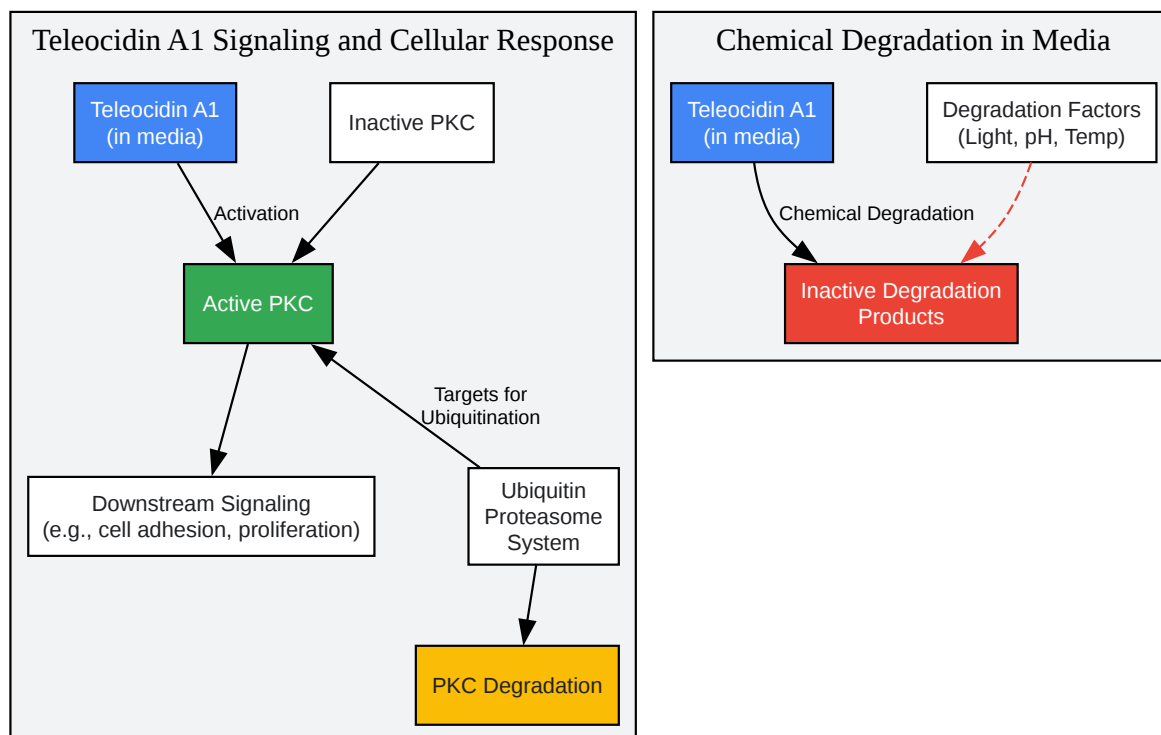 Teleocidin A1 Signaling and Cellular Response
Teleocidin A1
(in media)
Inactive PKC
Activation
Active PKC
Targets for
Ubiquitination
Downstream Signaling
(e.g., cell adhesion, proliferation)
Ubiquitin
Proteasome
System
PKC Degradation
Chemical Degradation in Media
Teleocidin A1
(in media)
Degradation Factors
(Light, pH, Temp)
Chemical Degradation
Inactive Degradation
Products